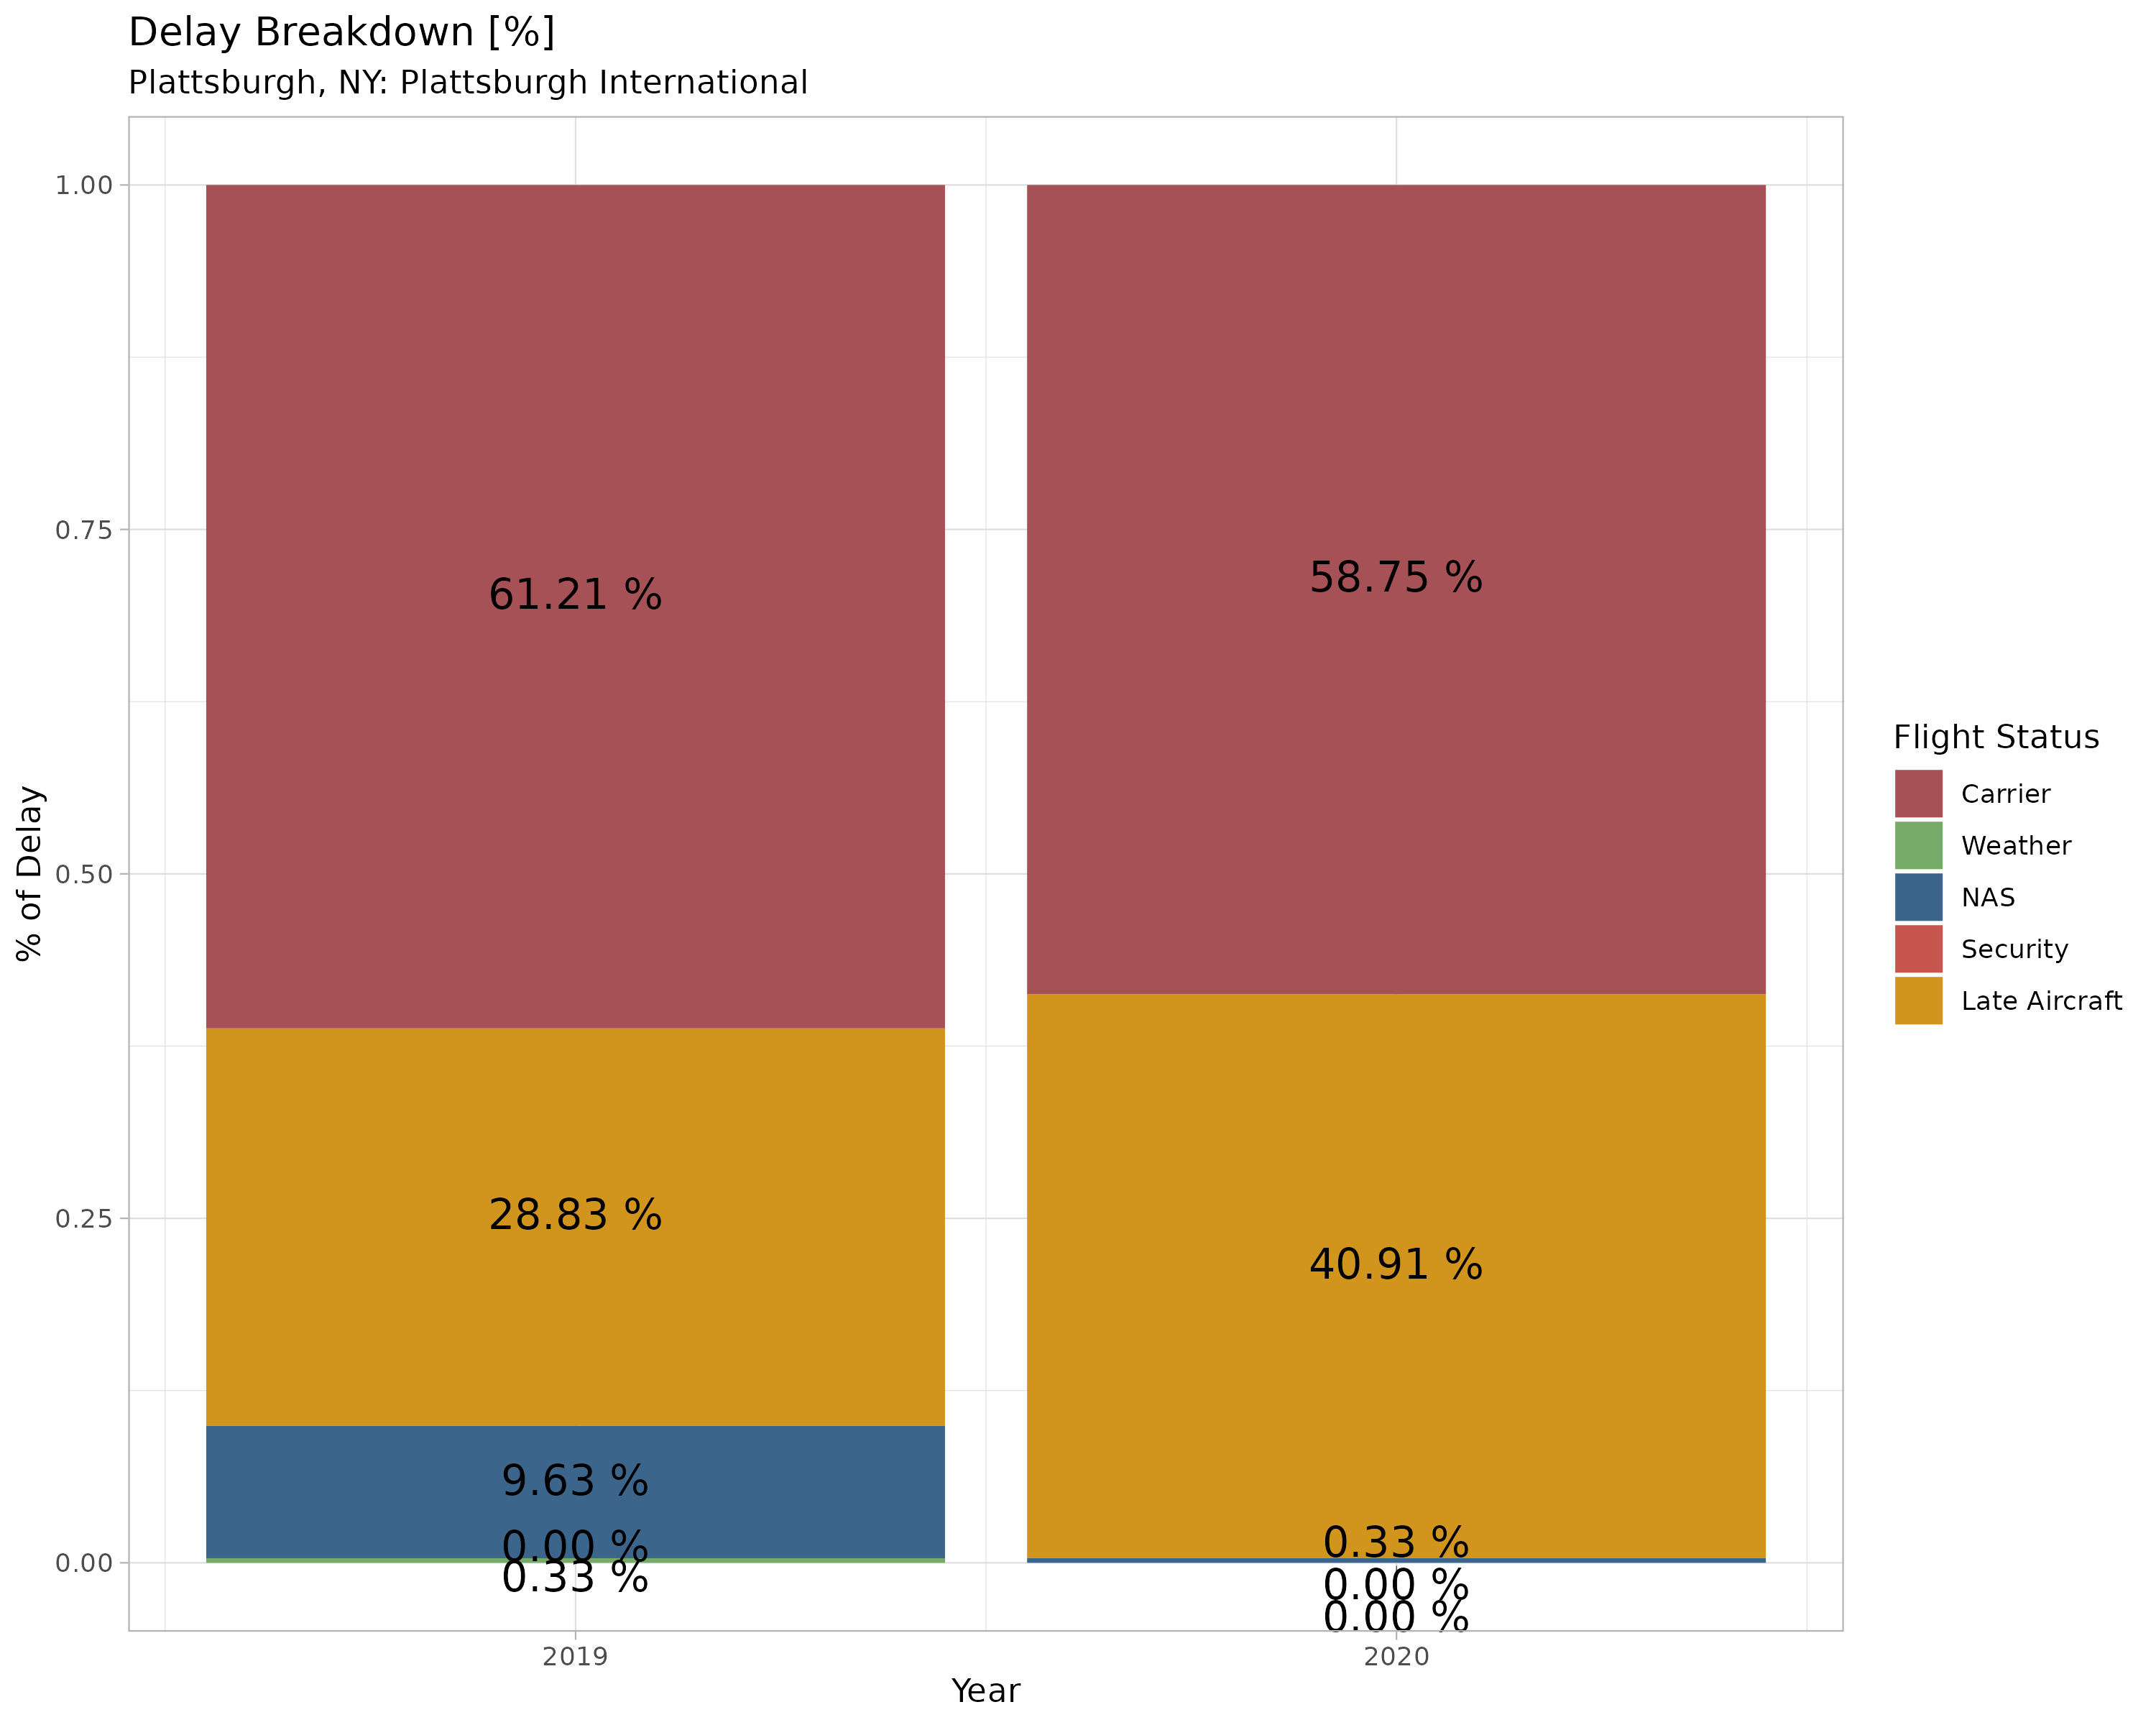 Delay Breakdown [%]
Plattsburgh, NY: Plattsburgh International
% of Delay
1.00
0.75
0.50
0.25
0.00
61.21 %
28.83 %
9.63 %
0.00 %
0.33 %
58.75 %
40.91 %
0.33 %
0.00 %
0.00 %
2019
2020
Year
Flight Status
Carrier
Weather
NAS
Security
Late Aircraft